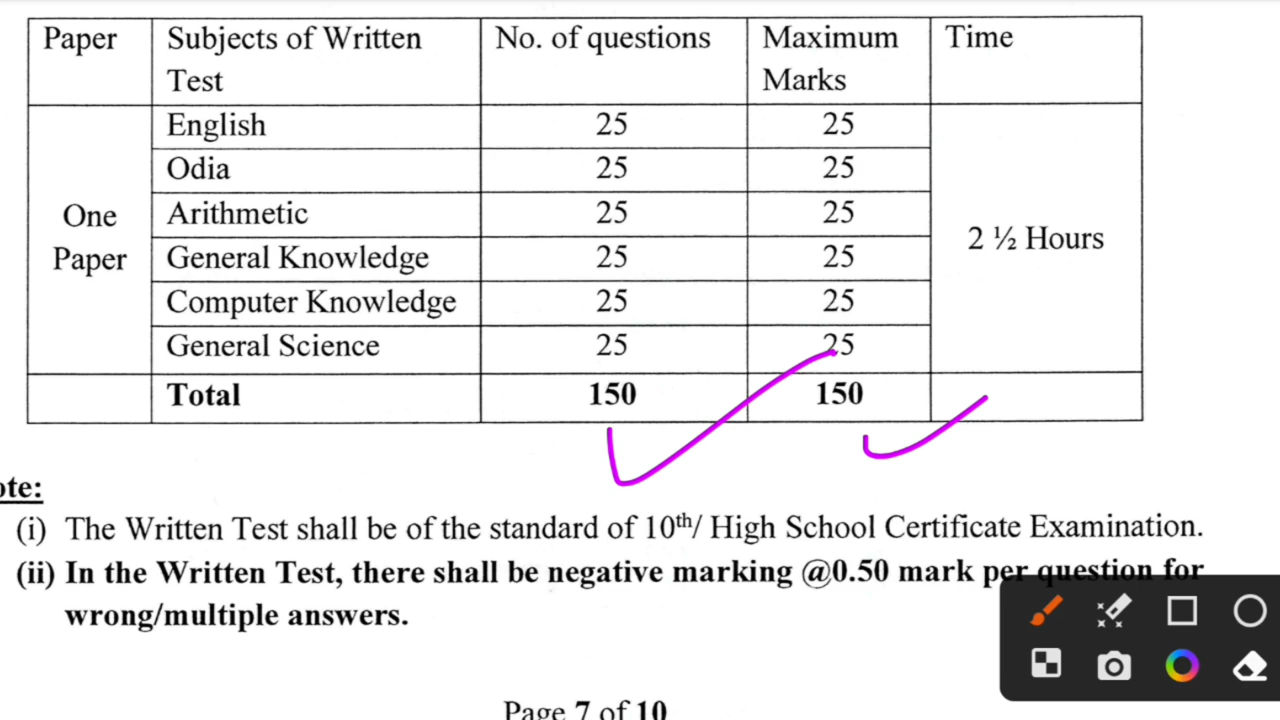 Paper Subjects of Written Test No. of questions Maximum Marks Time
One Paper English 25 25 2 ½ Hours
Odia 25 25
Arithmetic 25 25
General Knowledge 25 25
Computer Knowledge 25 25
General Science 25 25
Total 150 150
ote:
(i) The Written Test shall be of the standard of 10th/ High School Certificate Examination.
(ii) In the Written Test, there shall be negative marking @0.50 mark per question for
wrong/multiple answers.
Page 7 of 10